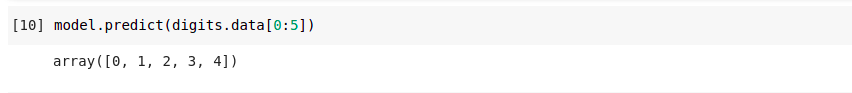 [10] model.predict(digits.data[0:5])
array([0, 1, 2, 3, 4])